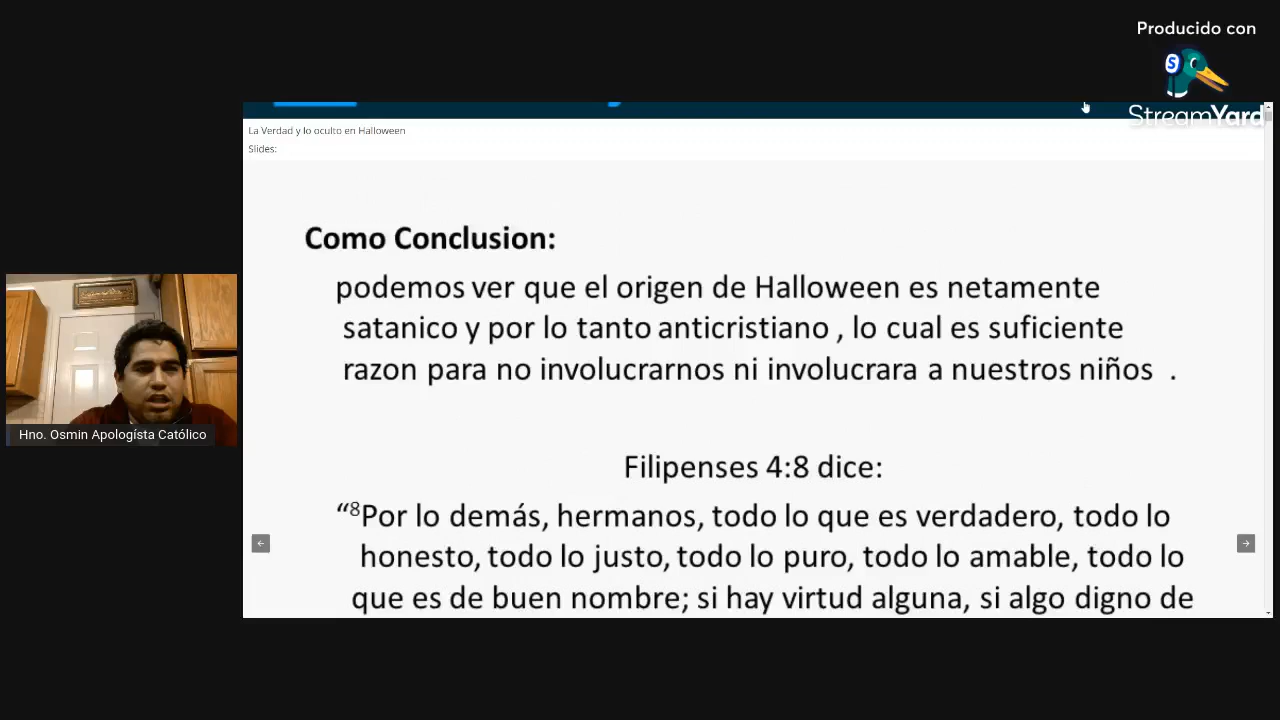 Producido con
StreamYard
La Verdad y lo oculto en Halloween
Slides:
Como Conclusion:
podemos ver que el origen de Halloween es netamente
satanico y por lo tanto anticristiano , lo cual es suficiente
razon para no involucrarnos ni involucrara a nuestros niños .
Filipenses 4:8 dice:
“⁸Por lo demás, hermanos, todo lo que es verdadero, todo lo
honesto, todo lo justo, todo lo puro, todo lo amable, todo lo
que es de buen nombre; si hay virtud alguna, si algo digno de
Hno. Osmin Apologísta Católico